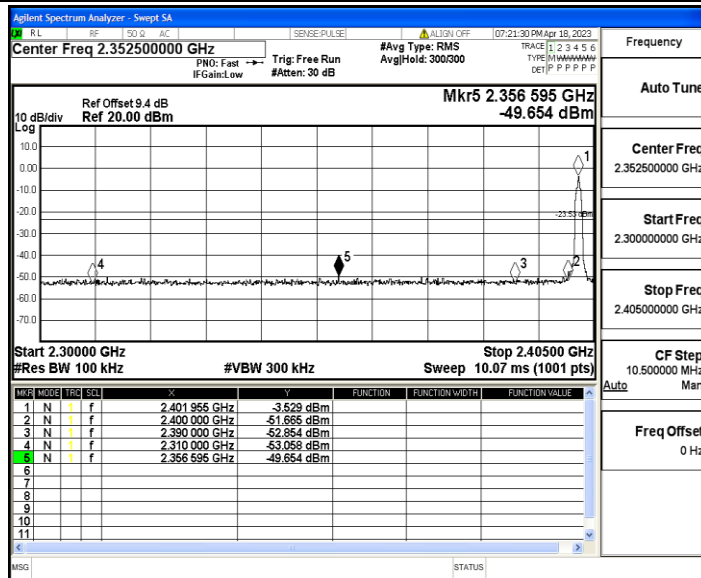 Agilent Spectrum Analyzer - Swept SA
RL RF 50 Ω AC SENSE:PULSE ALIGN OFF 07:21:30 PM Apr 18, 2023
Center Freq 2.352500000 GHz
PNO: Fast
IFGain:Low
Trig: Free Run
#Atten: 30 dB
#Avg Type: RMS
Avg|Hold: 300/300
TRACE 1 2 3 4 5 6
TYPE M
DET P P P P P P
Mkr5 2.356 595 GHz
-49.654 dBm
Ref Offset 9.4 dB
10 dB/div Ref 20.00 dBm
Log
10.0
0.00
-10.0
-20.0
-30.0
-40.0
-50.0
-60.0
-70.0
1
-23.53 dBm
4
5
3
2
Start 2.30000 GHz Stop 2.40500 GHz
#Res BW 100 kHz #VBW 300 kHz Sweep 10.07 ms (1001 pts)
MKR MODE TRC SCL X Y FUNCTION FUNCTION WIDTH FUNCTION VALUE
1 N 1 f 2.401 955 GHz -3.529 dBm
2 N 1 f 2.400 000 GHz -51.665 dBm
3 N 1 f 2.390 000 GHz -52.854 dBm
4 N 1 f 2.310 000 GHz -53.058 dBm
5 N 1 f 2.356 595 GHz -49.654 dBm
6
7
8
9
10
11
MSG STATUS
Frequency
Auto Tune
Center Freq
2.352500000 GHz
Start Freq
2.300000000 GHz
Stop Freq
2.405000000 GHz
CF Step
10.500000 MHz
Auto Man
Freq Offset
0 Hz